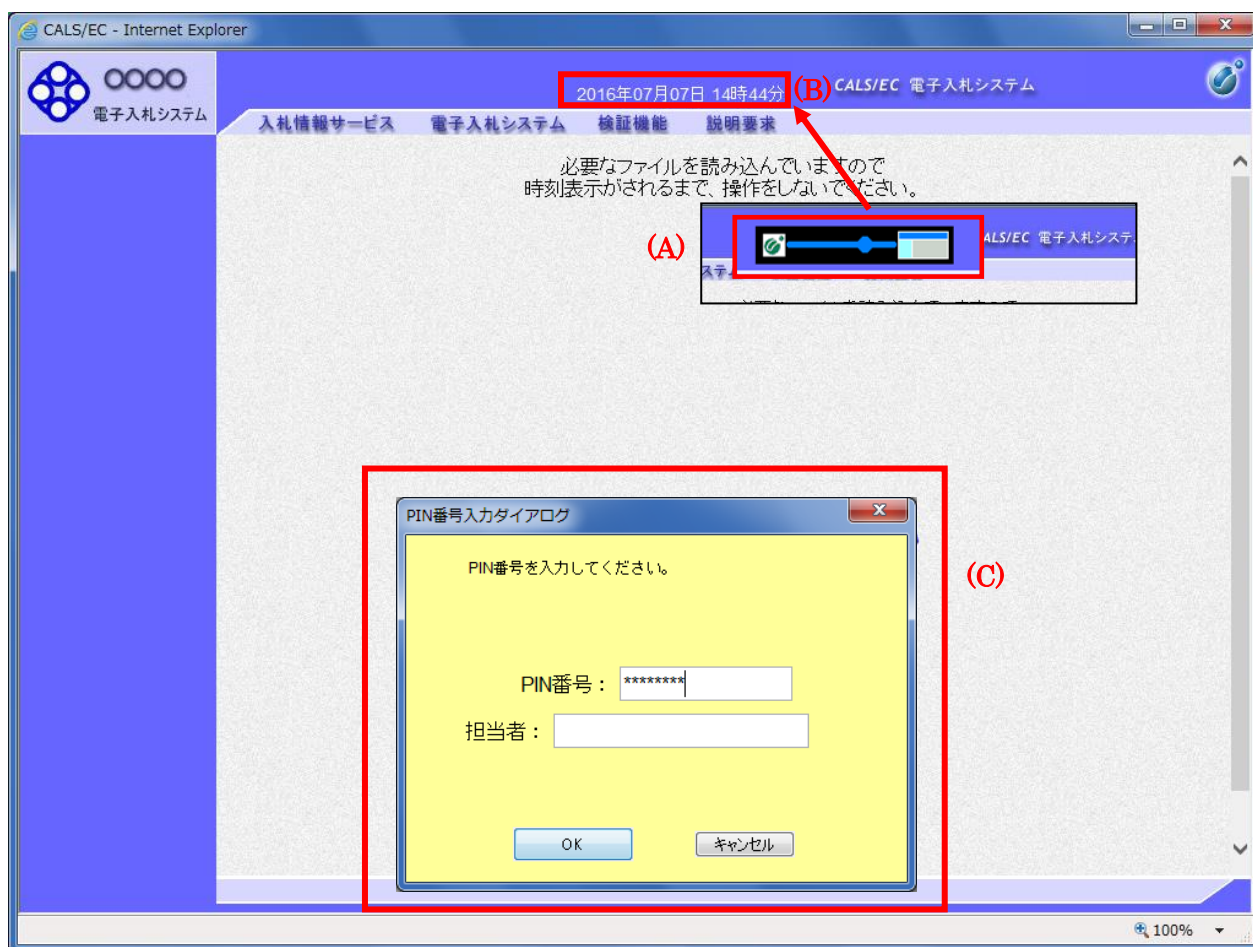 CALS/EC - Internet Explorer
〇〇〇〇
電子入札システム
2016年07月07日 14時44分
(B)
CALS/EC 電子入札システム
入札情報サービス 電子入札システム 検証機能 説明要求
必要なファイルを読み込んでいますので
時刻表示がされるまで、操作をしないでください。
(A)
ALS/EC 電子入札システ
ステ
PIN番号入力ダイアログ
PIN番号を入力してください。
(C)
PIN番号： ********
担当者：
OK キャンセル
100%